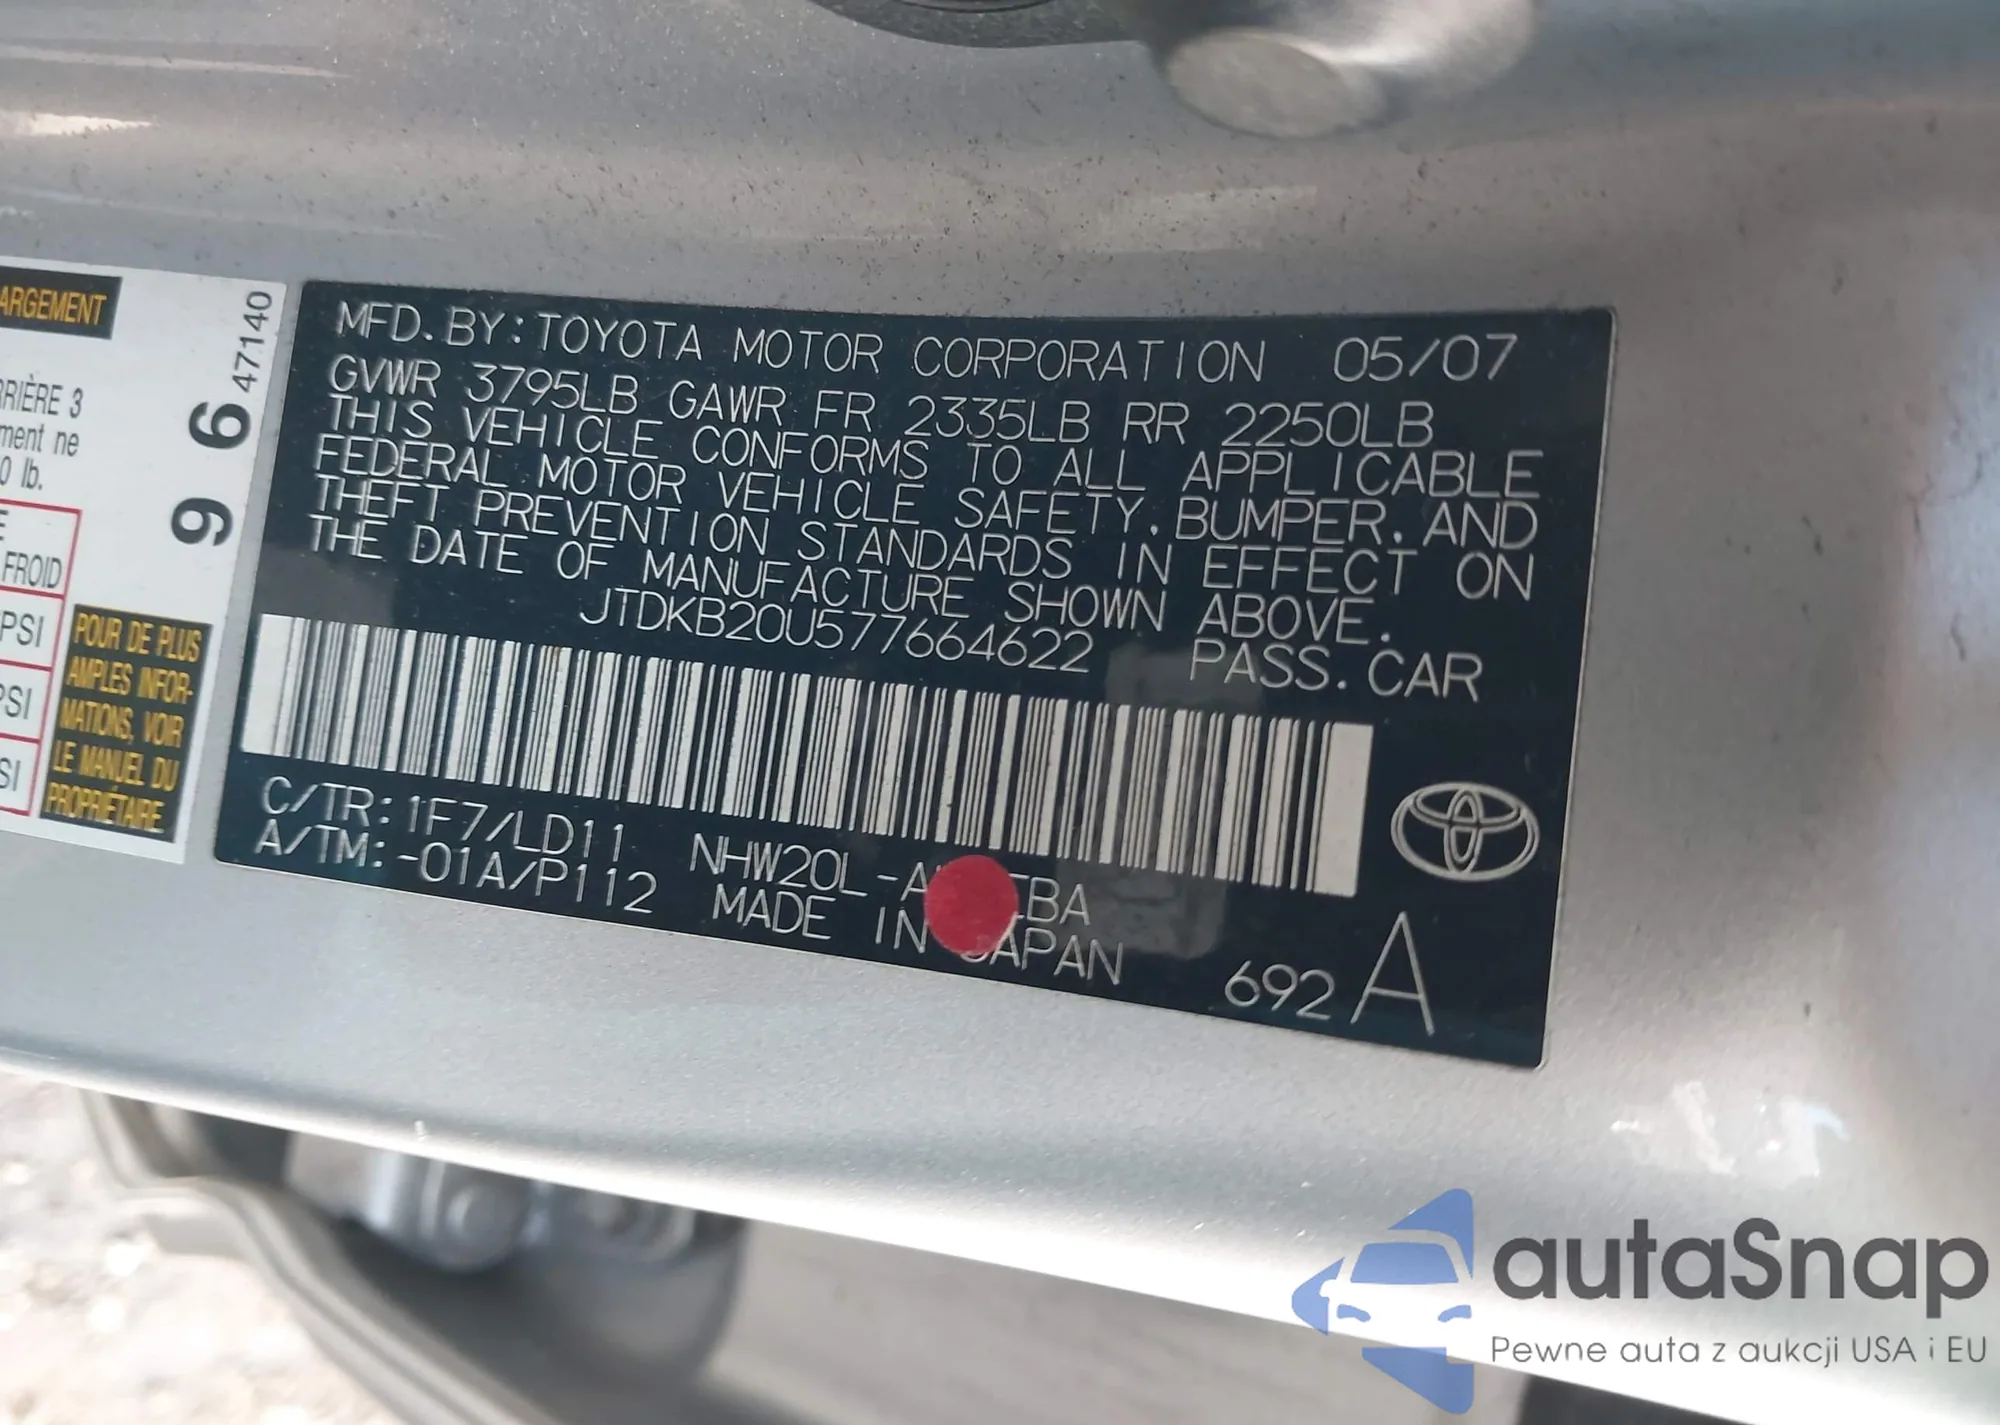 ARGEMENT
RRIÈRE 3
ment ne
0 lb.
E
FROID
PSI
PSI
SI
POUR DE PLUS
AMPLES INFOR-
MATIONS, VOIR
LE MANUEL DU
PROPRIÉTAIRE.
96
47140
MFD. BY: TOYOTA MOTOR CORPORATION 05/07
GVWR 3795LB GAWR FR 2335LB RR 2250LB
THIS VEHICLE CONFORMS TO ALL APPLICABLE
FEDERAL MOTOR VEHICLE SAFETY, BUMPER, AND
THEFT PREVENTION STANDARDS IN EFFECT ON
THE DATE OF MANUFACTURE SHOWN ABOVE.
JTDKB20U577664622 PASS. CAR
C/TR: 1F7/LD11 NHW20L-A BA
A/TM: -01A/P112 MADE IN JAPAN
692 A
autaSnap
Pewne auta z aukcji USA i EU